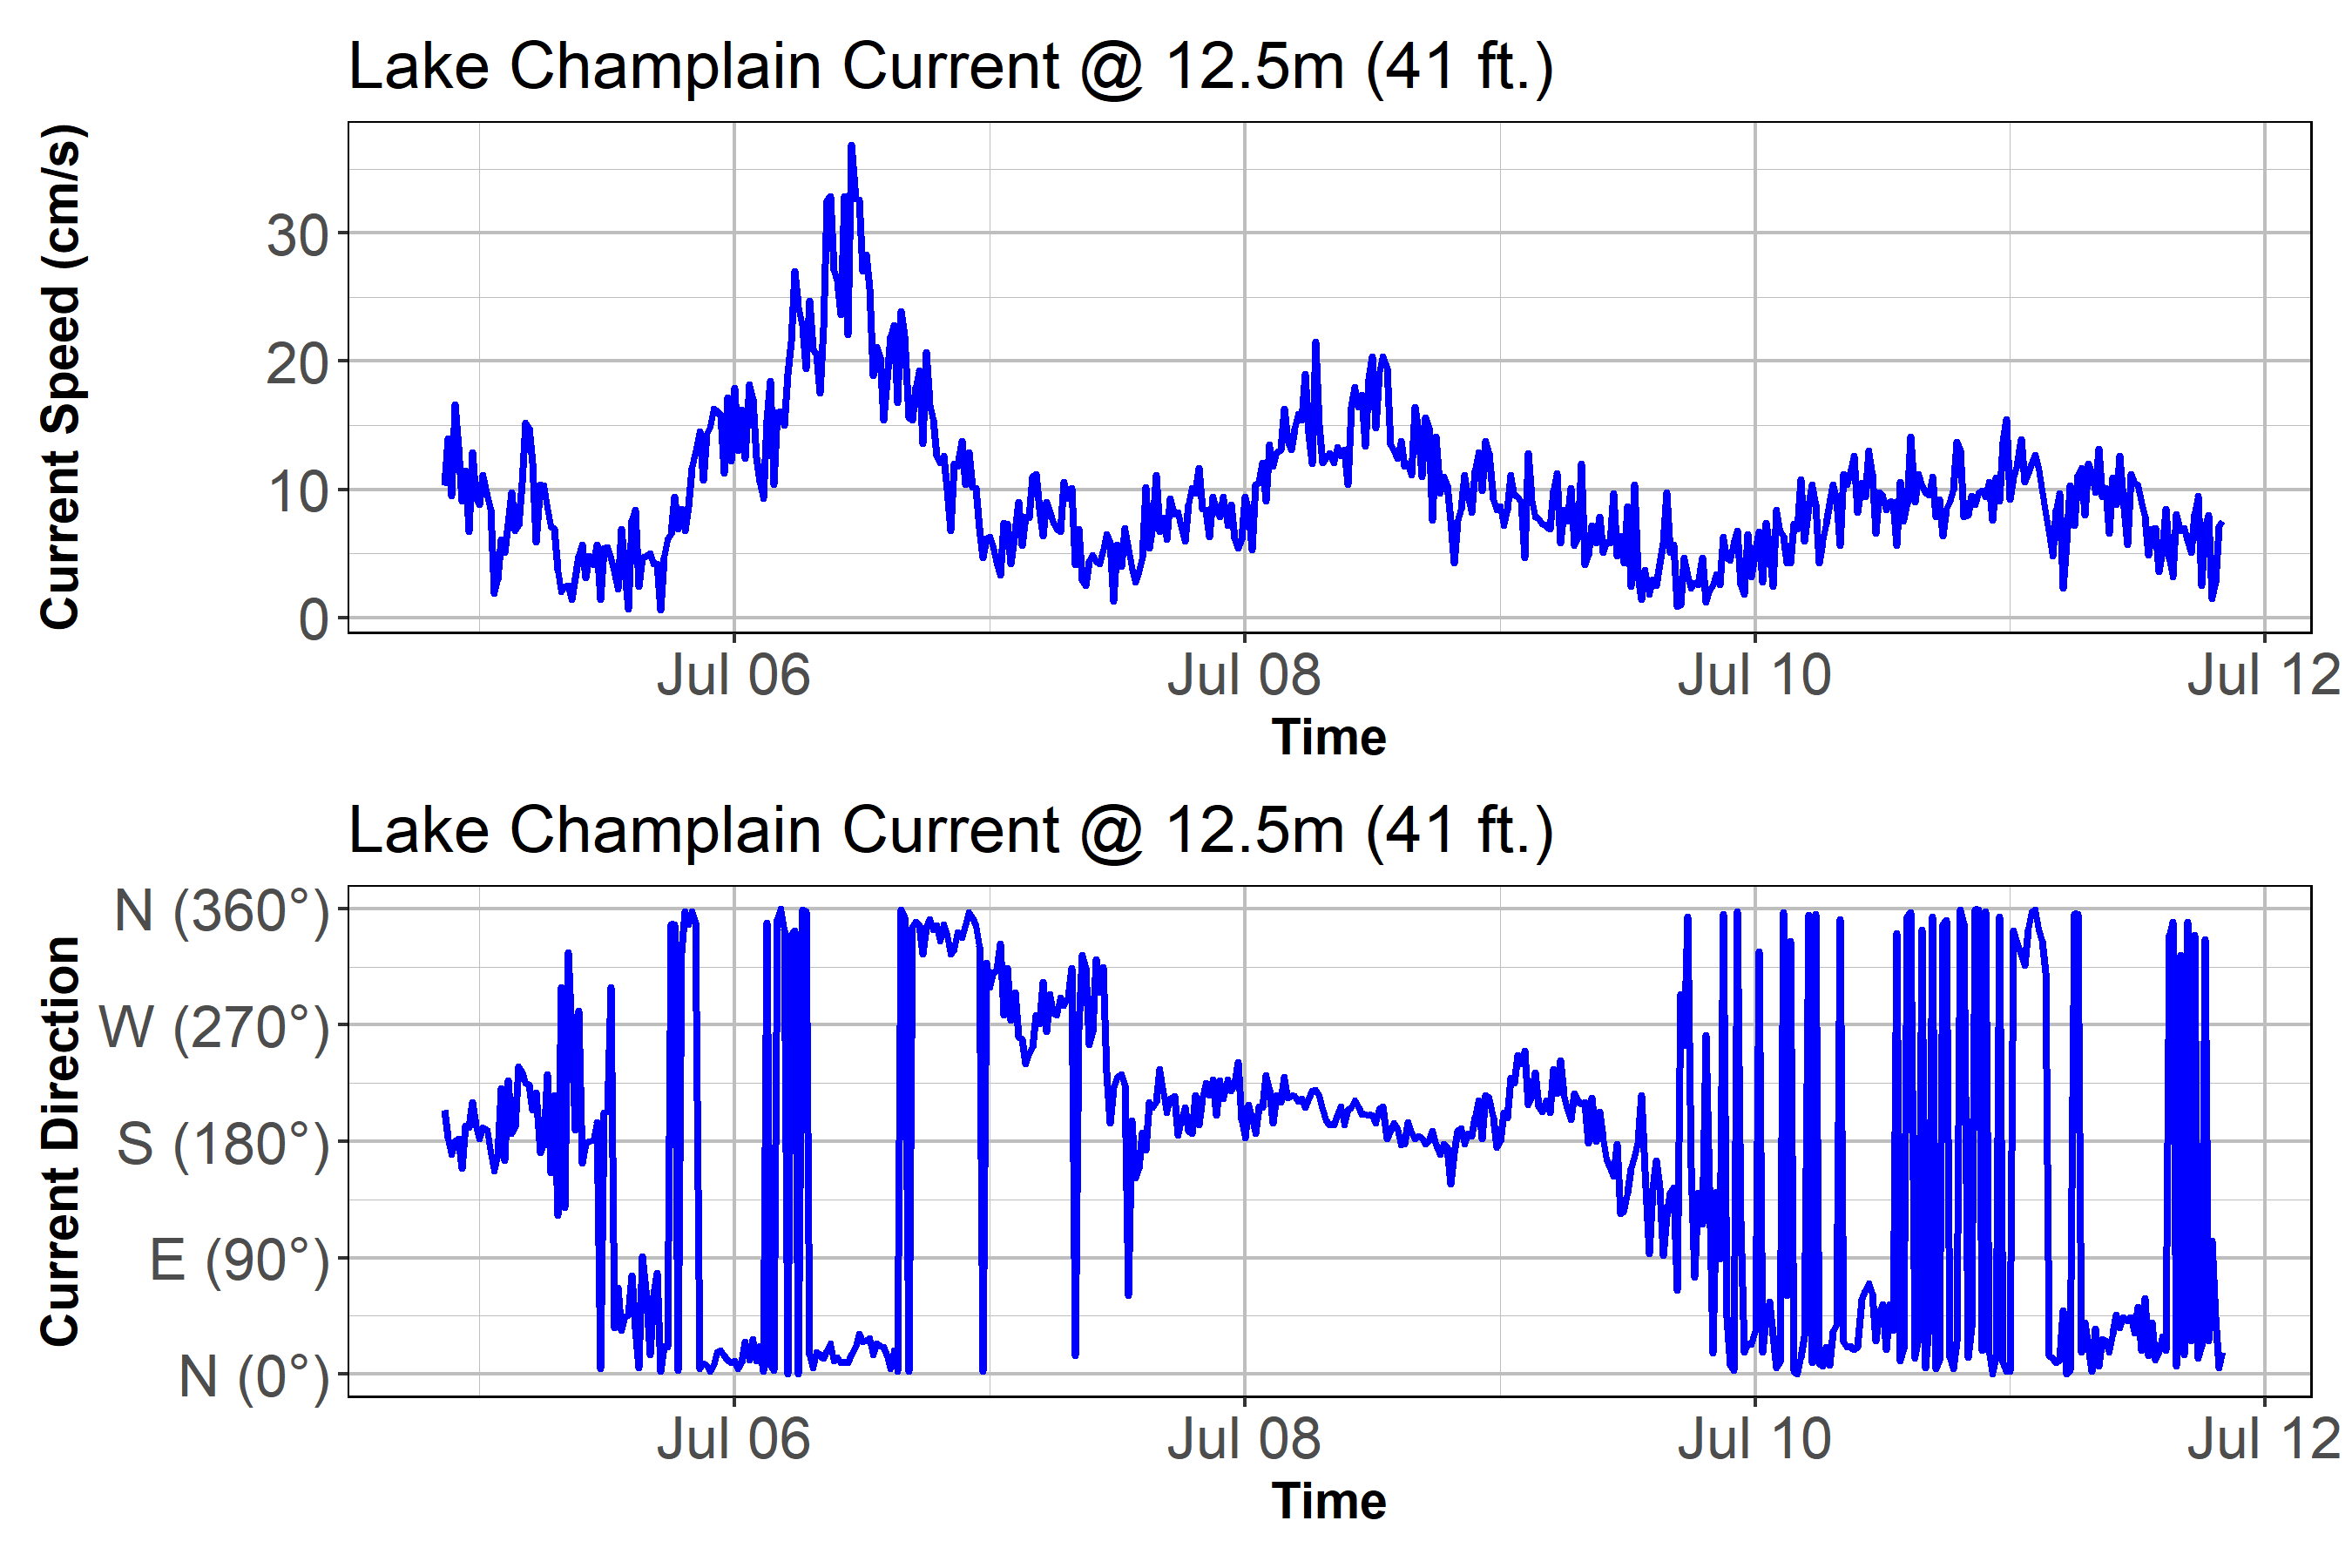 Lake Champlain Current @ 12.5m (41 ft.)
Current Speed (cm/s)
30
20
10
0
Jul 06 Jul 08 Jul 10 Jul 12
Time
Lake Champlain Current @ 12.5m (41 ft.)
Current Direction
N (360°)
W (270°)
S (180°)
E (90°)
N (0°)
Jul 06 Jul 08 Jul 10 Jul 12
Time